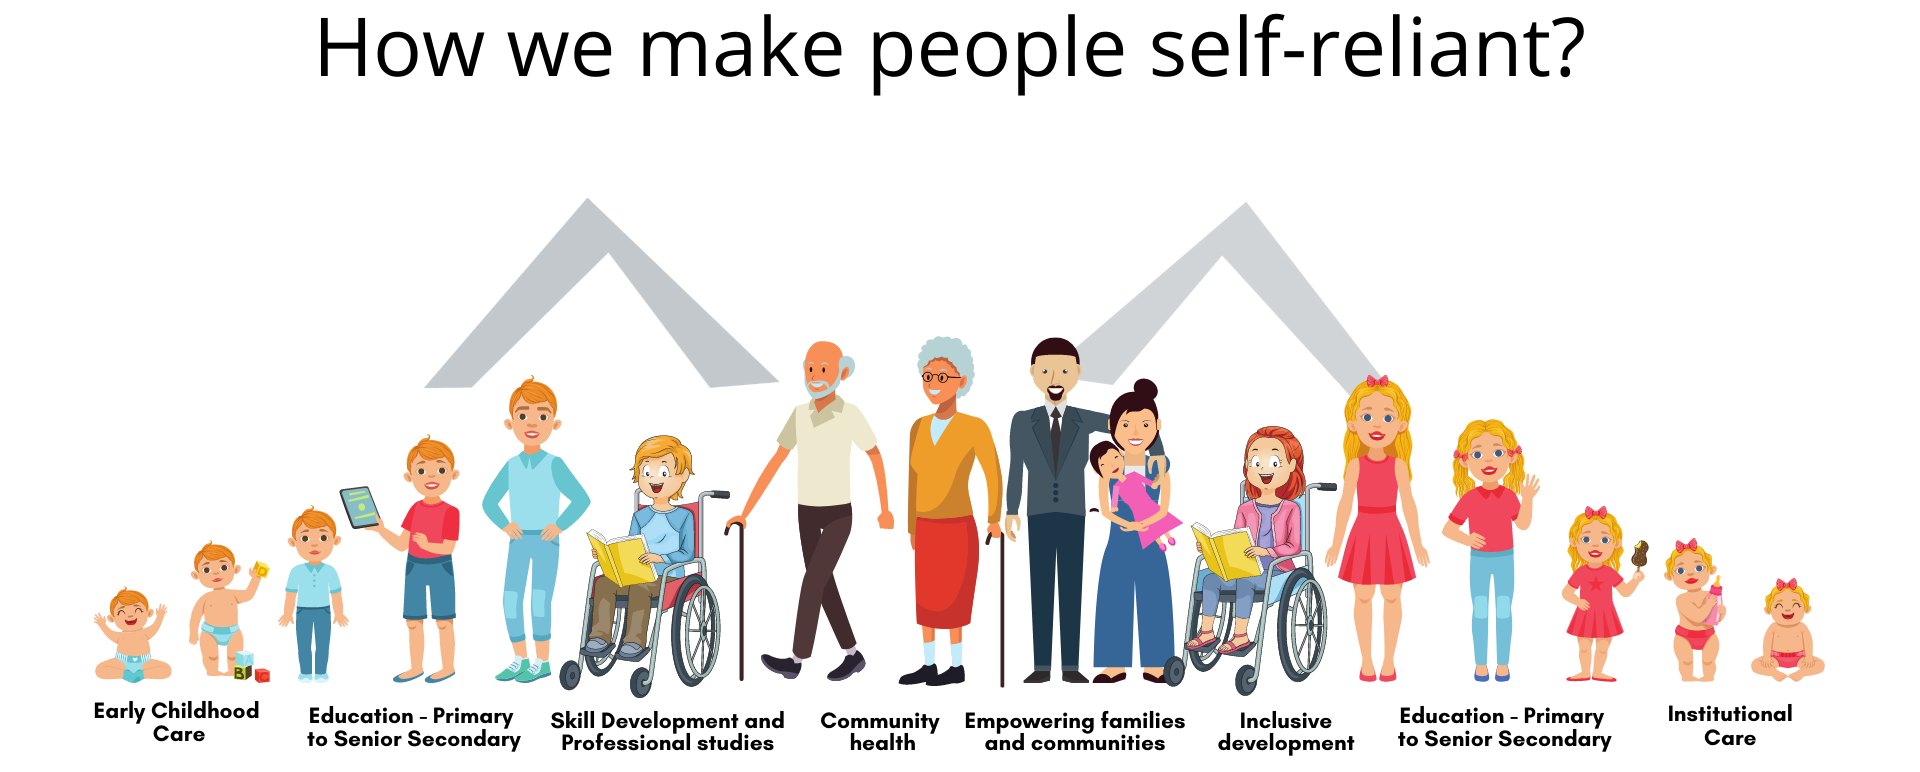 How we make people self-reliant?
B
C
Early Childhood
Care
Education - Primary
to Senior Secondary
Skill Development and
Professional studies
Community
health
Empowering families
and communities
Inclusive
development
Education - Primary
to Senior Secondary
Institutional
Care